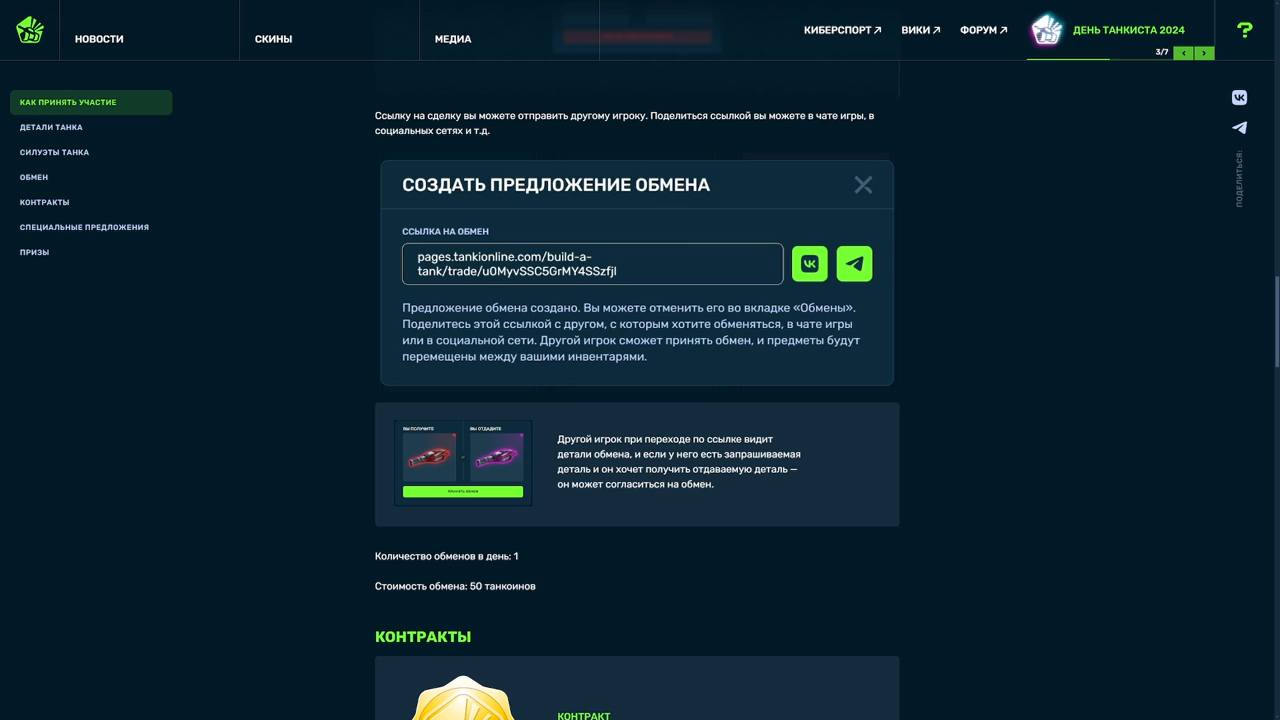 НОВОСТИ
СКИНЫ
МЕДИА
КИБЕРСПОРТ
ВИКИ
ФОРУМ
ДЕНЬ ТАНКИСТА 2024
3/7
?
КАК ПРИНЯТЬ УЧАСТИЕ
ДЕТАЛИ ТАНКА
СИЛУЭТЫ ТАНКА
ОБМЕН
КОНТРАКТЫ
СПЕЦИАЛЬНЫЕ ПРЕДЛОЖЕНИЯ
ПРИЗЫ
ПОДЕЛИТЬСЯ:
Ссылку на сделку вы можете отправить другому игроку. Поделиться ссылкой вы можете в чате игры, в
социальных сетях и т.д.
СОЗДАТЬ ПРЕДЛОЖЕНИЕ ОБМЕНА
ССЫЛКА НА ОБМЕН
pages.tankionline.com/build-a-
tank/trade/u0MyvSSC5GrMY4SSzfjl
Предложение обмена создано. Вы можете отменить его во вкладке «Обмены».
Поделитесь этой ссылкой с другом, с которым хотите обменяться, в чате игры
или в социальной сети. Другой игрок сможет принять обмен, и предметы будут
перемещены между вашими инвентарями.
ВЫ ПОЛУЧИТЕ
ВЫ ОТДАДИТЕ
ПРИНЯТЬ ОБМЕН
Другой игрок при переходе по ссылке видит
детали обмена, и если у него есть запрашиваемая
деталь и он хочет получить отдаваемую деталь —
он может согласиться на обмен.
Количество обменов в день: 1
Стоимость обмена: 50 танкоинов
КОНТРАКТЫ
КОНТРАКТ